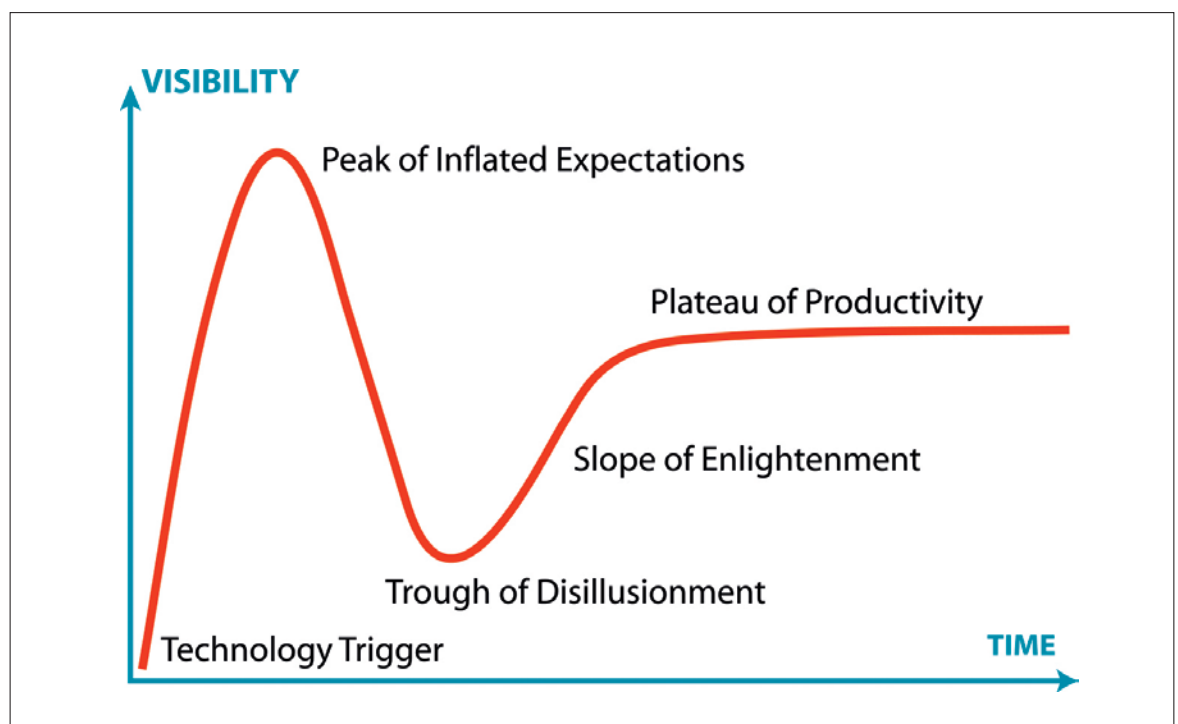 VISIBILITY
Peak of Inflated Expectations
Plateau of Productivity
Slope of Enlightenment
Trough of Disillusionment
Technology Trigger
TIME